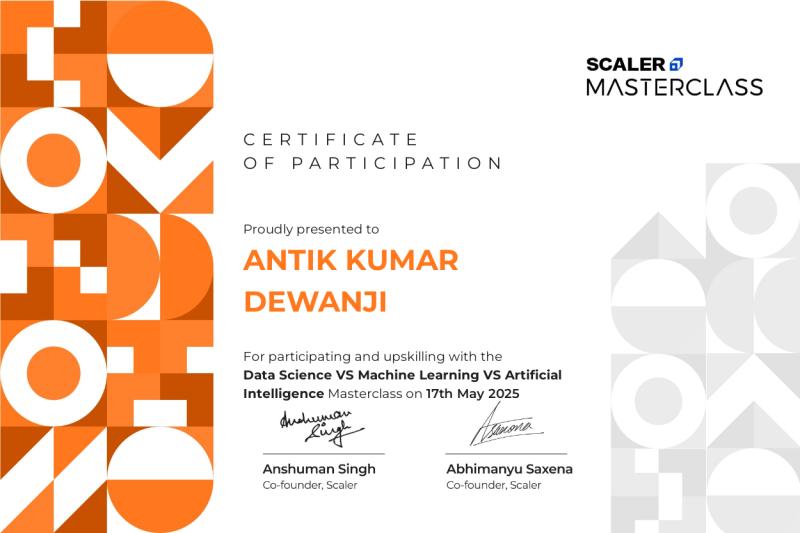 SCALER
MASTERCLASS
CERTIFICATE
OF PARTICIPATION
Proudly presented to
ANTIK KUMAR
DEWANJI
For participating and upskilling with the
Data Science VS Machine Learning VS Artificial
Intelligence Masterclass on 17th May 2025
Anshuman Singh
Asaxena
Anshuman Singh
Abhimanyu Saxena
Co-founder, Scaler
Co-founder, Scaler